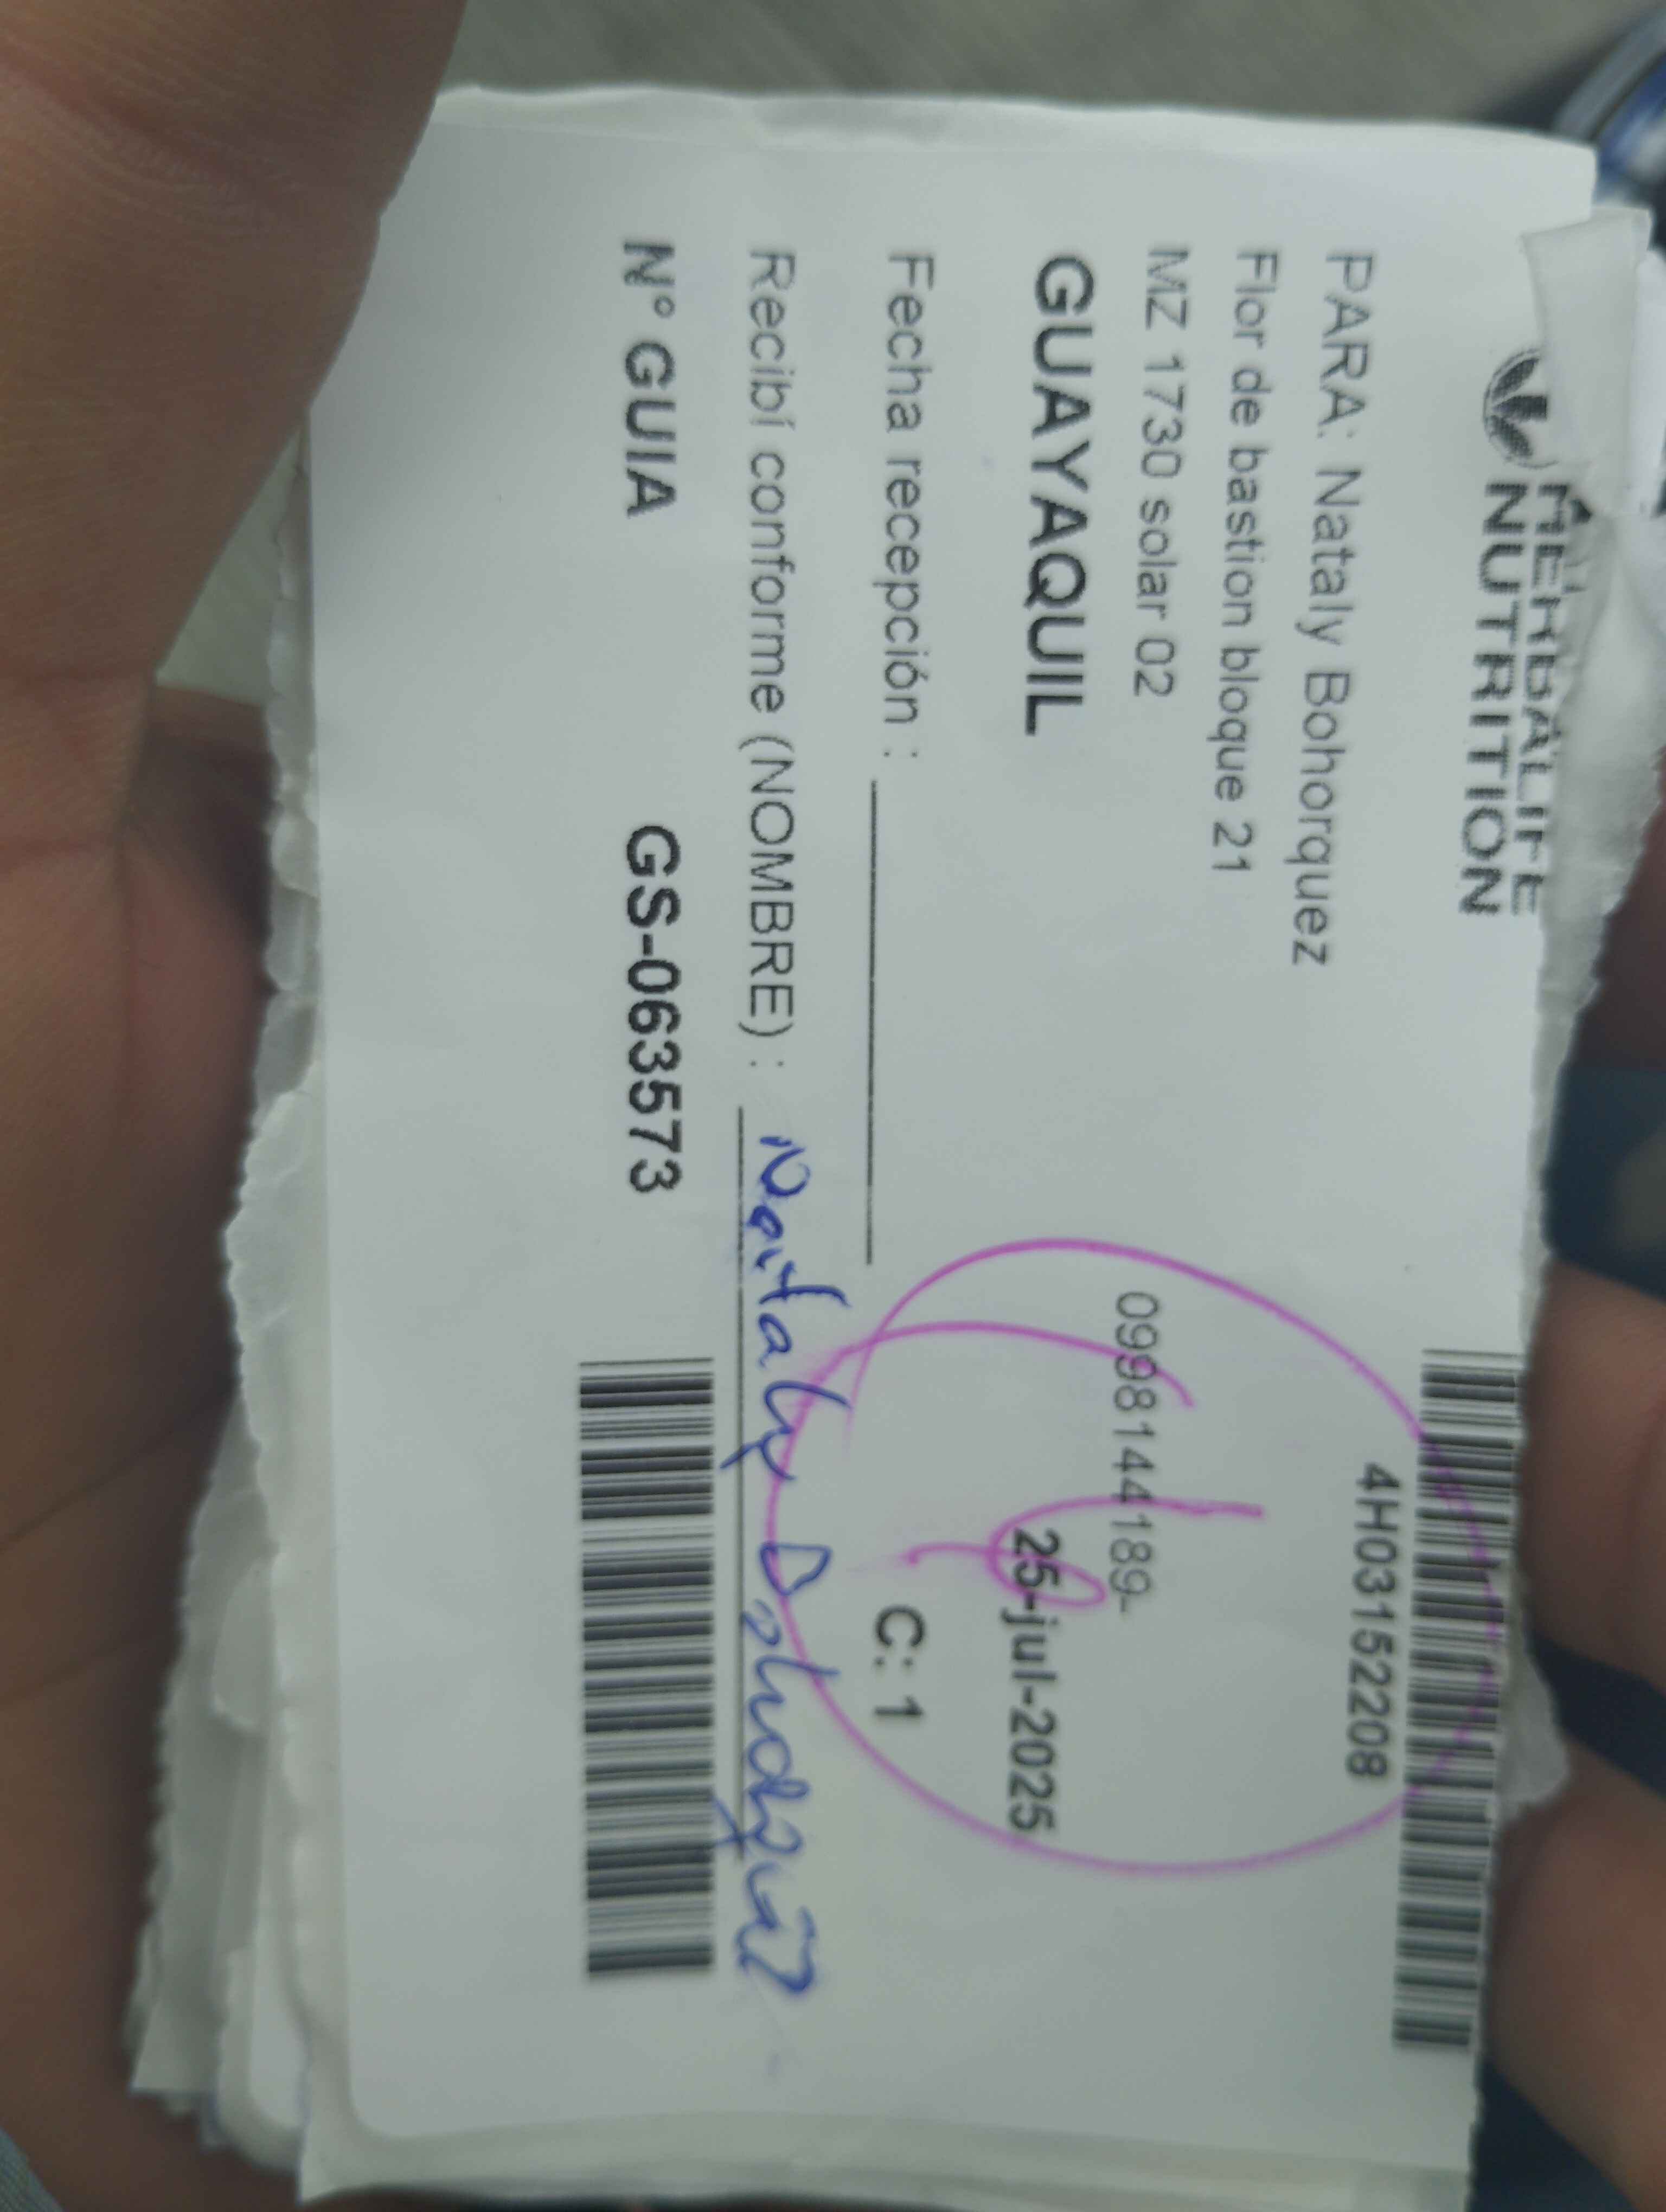 HERBALIFE
NUTRITION
4H03152208
PARA: Nataly Bohorquez
Flor de bastion bloque 21
MZ 1730 solar 02
0998144189-
GUAYAQUIL
25-jul-2025
Fecha recepción :
C: 1
Recibí conforme (NOMBRE) : Nataly
N° GUIA GS-063573